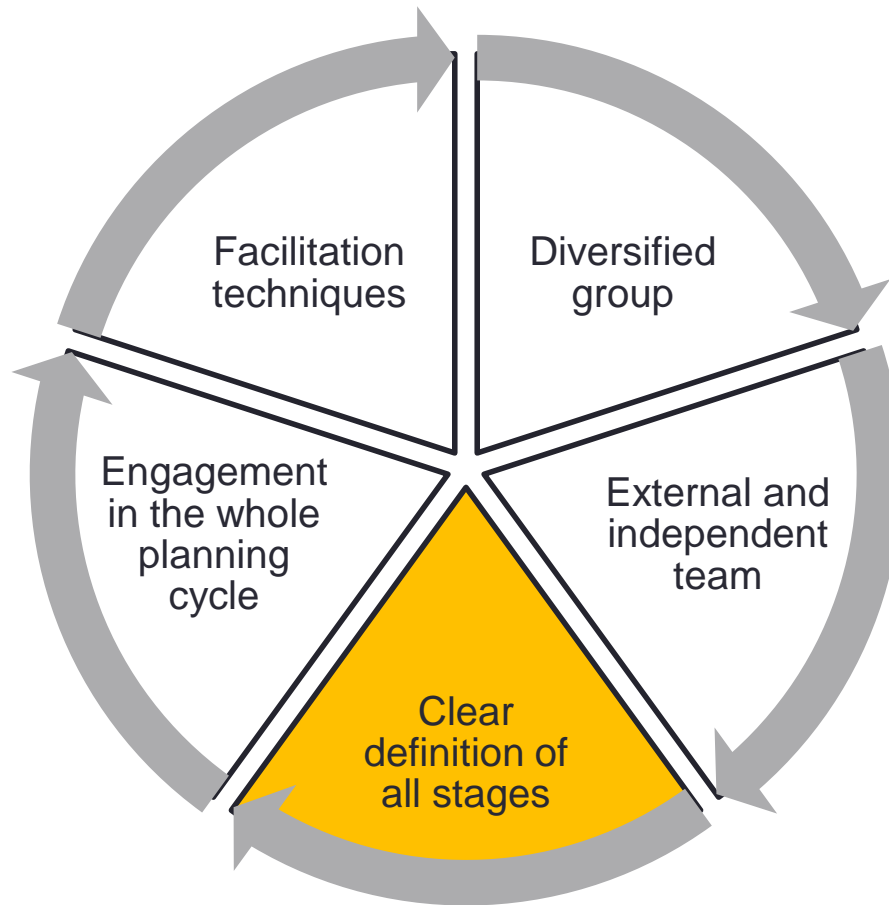 Facilitation
techniques
Diversified
group
Engagement
in the whole
planning
cycle
External and
independent
team
Clear
definition of
all stages